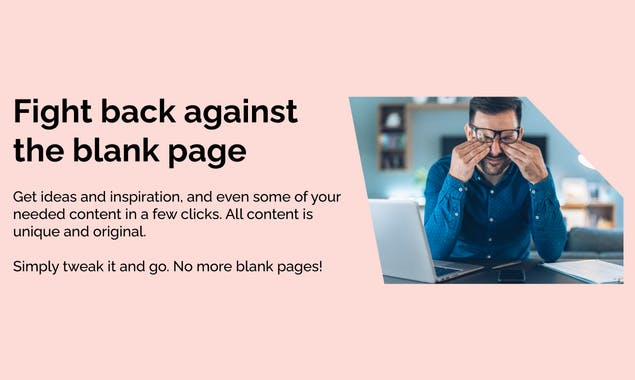 Fight back against
the blank page
Get ideas and inspiration, and even some of your
needed content in a few clicks. All content is
unique and original.
Simply tweak it and go. No more blank pages!